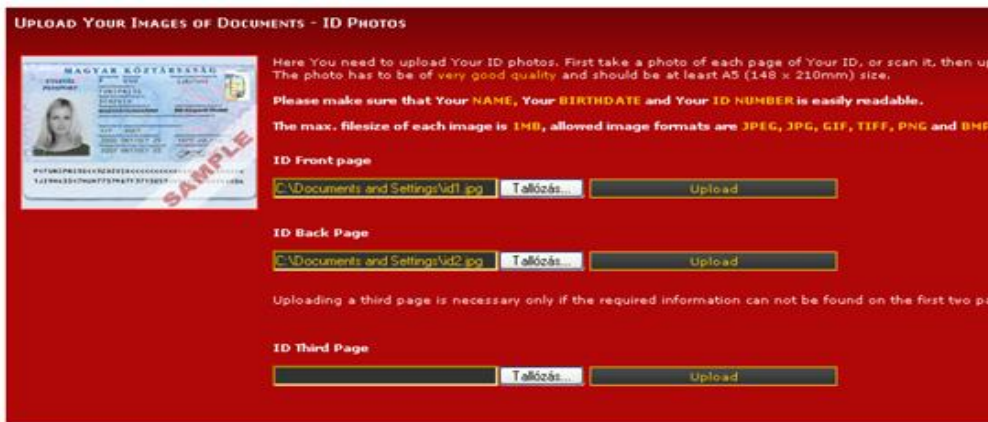 UPLOAD YOUR IMAGES OF DOCUMENTS - ID PHOTOS
MAGYAR KÖZTÁRSASÁG
SAMPLE
Here You need to upload Your ID photos. First take a photo of each page of Your ID, or scan it, then
The photo has to be of very good quality and should be at least A5 (148 x 210mm) size.
Please make sure that Your NAME, Your BIRTHDATE and Your ID NUMBER is easily readable.
The max. filesize of each image is 1MB, allowed image formats are JPEG, JPG, GIF, TIFF, PNG and BMP
ID Front page
C:\Documents and Settings\id1.jpg Tallózás... Upload
ID Back Page
C:\Documents and Settings\id2.jpg Tallózás... Upload
Uploading a third page is necessary only if the required information can not be found on the first two
ID Third Page
Tallózás... Upload